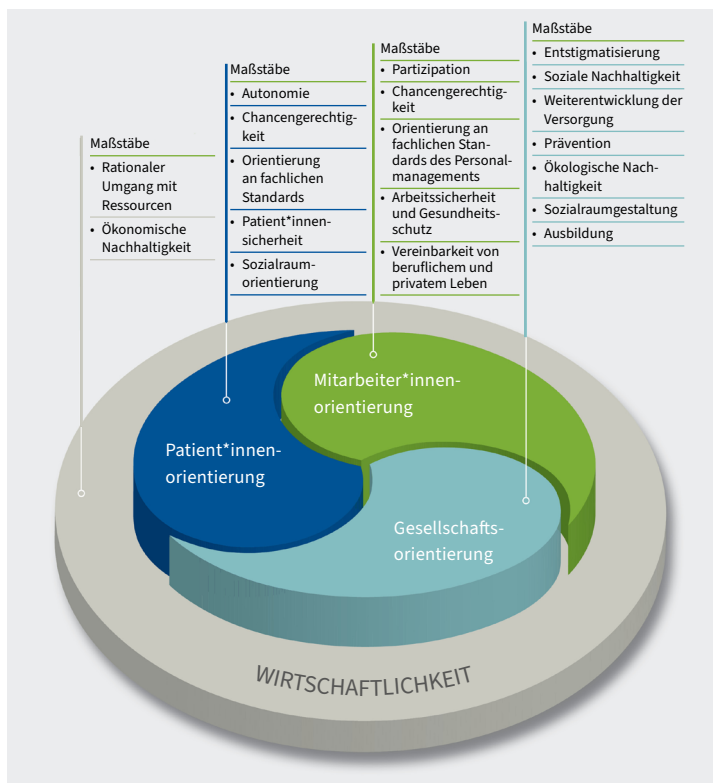 Maßstäbe
• Rationaler
Umgang mit
Ressourcen
• Ökonomische
Nachhaltigkeit
Maßstäbe
• Autonomie
• Chancengerechtig-
keit
• Orientierung
an fachlichen
Standards
• Patient*innen-
sicherheit
• Sozialraum-
orientierung
Maßstäbe
• Partizipation
• Chancengerechtig-
keit
• Orientierung an
fachlichen Stan-
dards des Personal-
managements
• Arbeitssicherheit
und Gesundheits-
schutz
• Vereinbarkeit von
beruflichem und
privatem Leben
Maßstäbe
• Entstigmatisierung
• Soziale Nachhaltigkeit
• Weiterentwicklung der
Versorgung
• Prävention
• Ökologische Nach-
haltigkeit
• Sozialraumgestaltung
• Ausbildung
Mitarbeiter*innen-
orientierung
Patient*innen-
orientierung
Gesellschafts-
orientierung
WIRTSCHAFTLICHKEIT